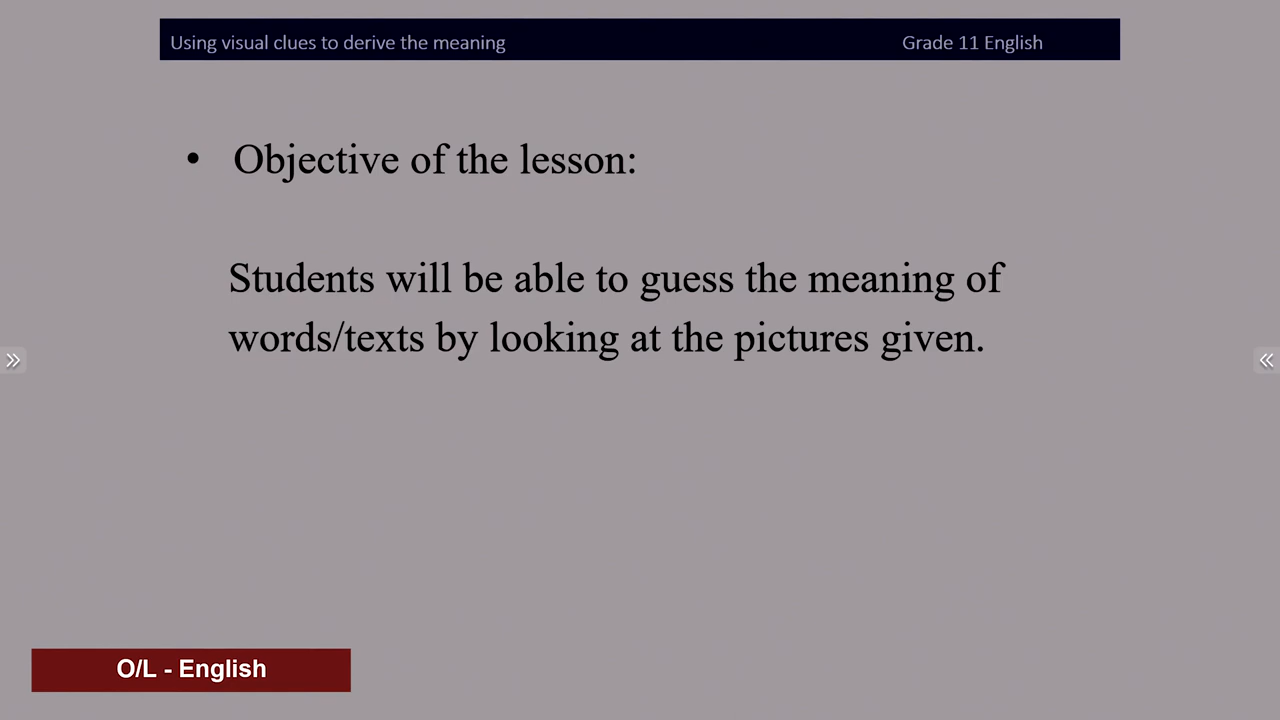 Using visual clues to derive the meaning
Grade 11 English
• Objective of the lesson:
Students will be able to guess the meaning of
words/texts by looking at the pictures given.
O/L - English